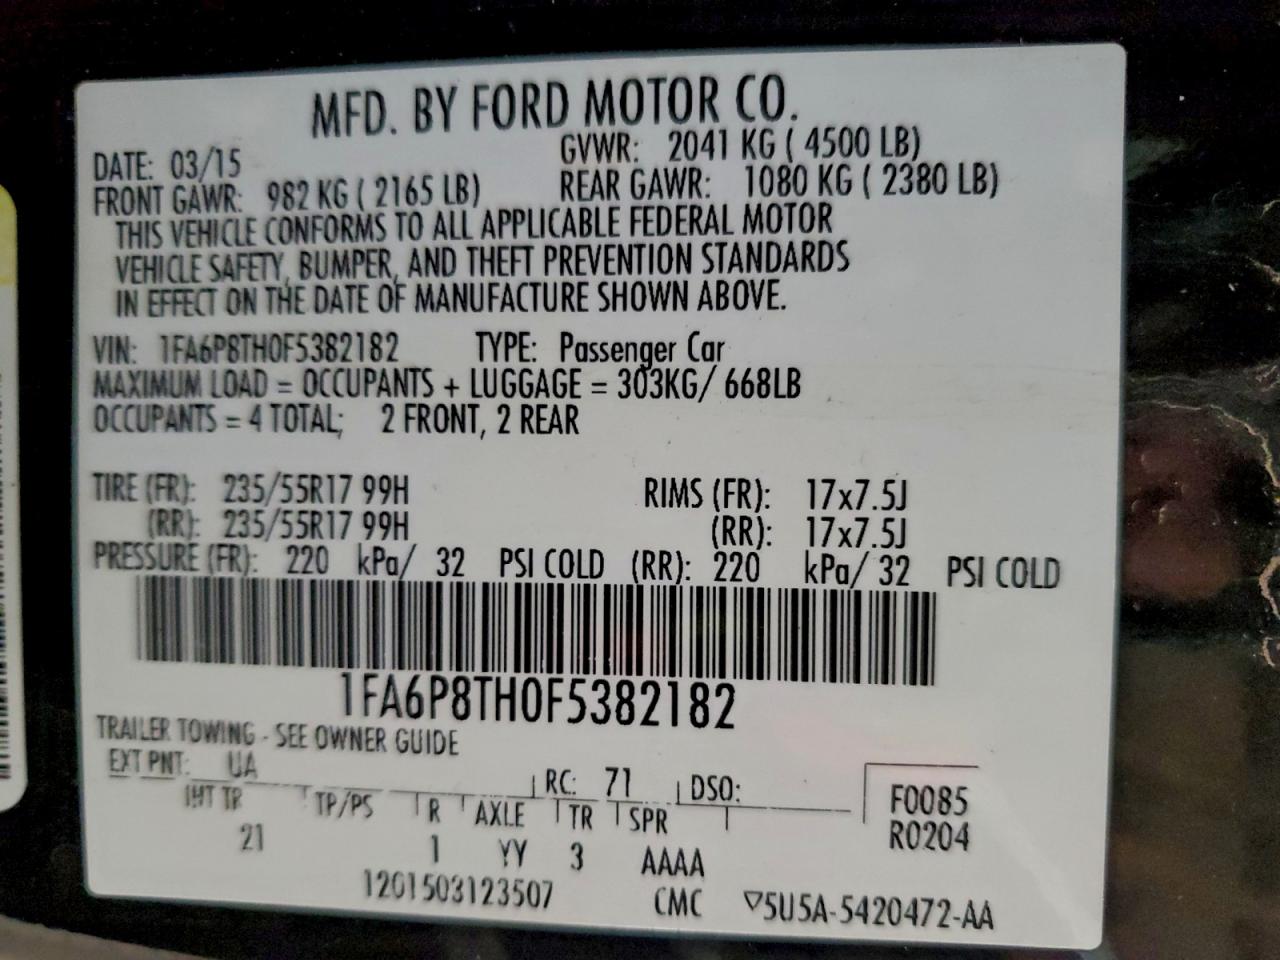 MFD. BY FORD MOTOR CO.
DATE: 03/15 GVWR: 2041 KG ( 4500 LB)
FRONT GAWR: 982 KG ( 2165 LB) REAR GAWR: 1080 KG ( 2380 LB)
THIS VEHICLE CONFORMS TO ALL APPLICABLE FEDERAL MOTOR
VEHICLE SAFETY, BUMPER, AND THEFT PREVENTION STANDARDS
IN EFFECT ON THE DATE OF MANUFACTURE SHOWN ABOVE.
VIN: 1FA6P8TH0F5382182 TYPE: Passenger Car
MAXIMUM LOAD = OCCUPANTS + LUGGAGE = 303KG/ 668LB
OCCUPANTS = 4 TOTAL; 2 FRONT, 2 REAR
TIRE (FR): 235/55R17 99H RIMS (FR): 17x7.5J
(RR): 235/55R17 99H (RR): 17x7.5J
PRESSURE (FR): 220 kPa/ 32 PSI COLD (RR): 220 kPa/ 32 PSI COLD
1FA6P8TH0F5382182
TRAILER TOWING - SEE OWNER GUIDE
EXT PNT: UA RC: 71 DSO:
INT TR TP/PS R AXLE TR SPR F0085
21 1 YY 3 AAAA R0204
1201503123507 CMC ▽5U5A-5420472-AA